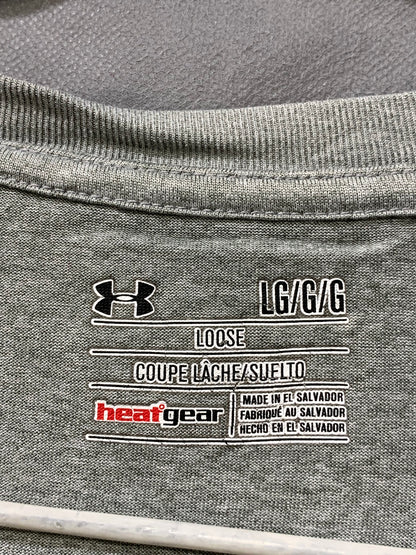 LG/G/G
LOOSE
COUPE LÂCHE/SUELTO
heatgear
MADE IN EL SALVADOR
FABRIQUÉ AU SALVADOR
HECHO EN EL SALVADOR